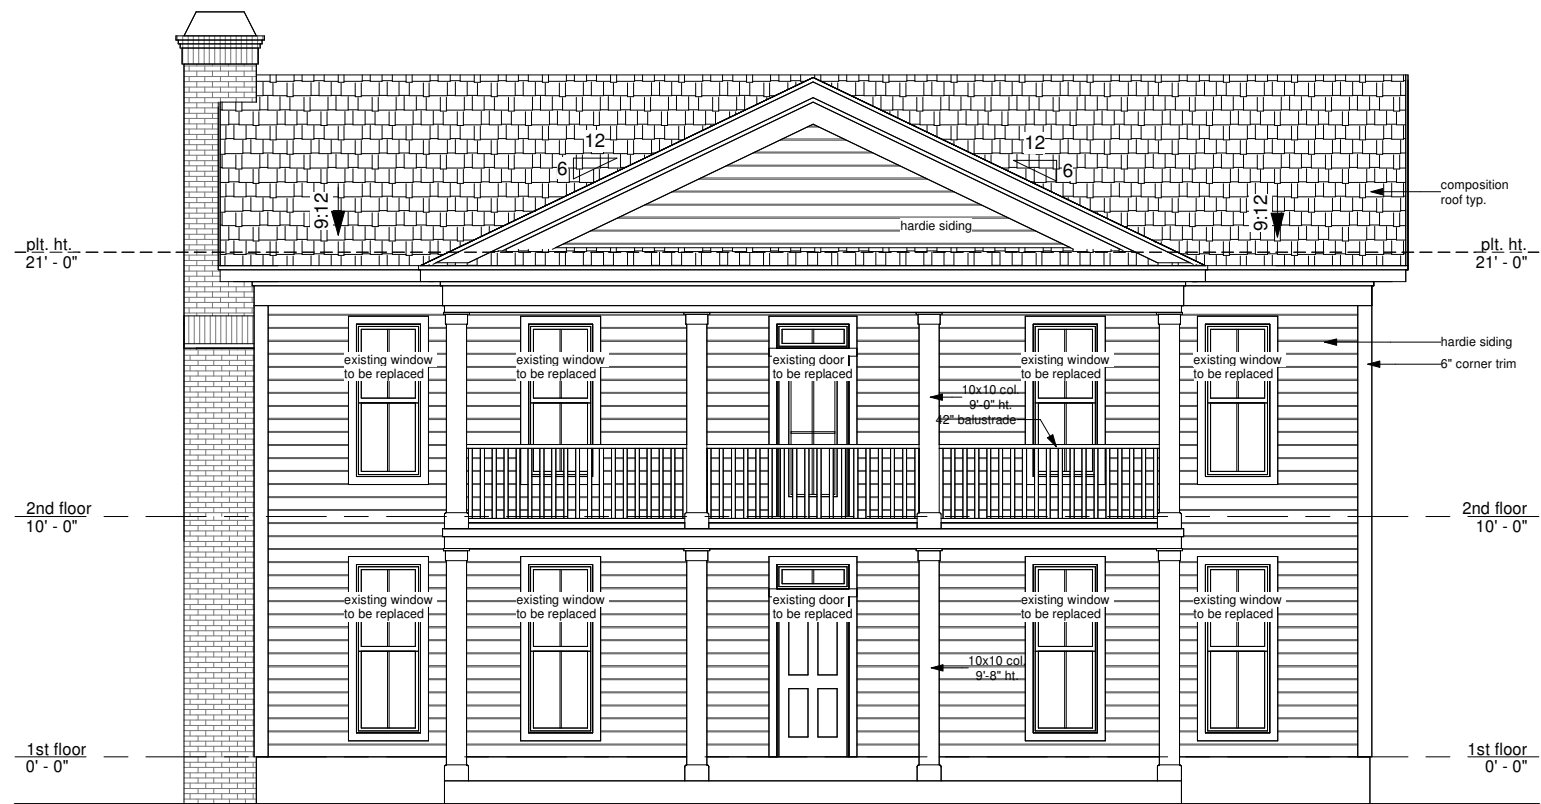 12
6
12
6
9:12
9:12
composition
roof typ.
hardie siding
plt. ht.
21' - 0"
plt. ht.
21' - 0"
existing window
to be replaced
existing window
to be replaced
existing door
to be replaced
existing window
to be replaced
existing window
to be replaced
hardie siding
6" corner trim
10x10 col.
9'-0" ht.
42" balustrade
2nd floor
10' - 0"
2nd floor
10' - 0"
existing window
to be replaced
existing window
to be replaced
existing door
to be replaced
existing window
to be replaced
existing window
to be replaced
10x10 col.
9'-8" ht.
1st floor
0' - 0"
1st floor
0' - 0"